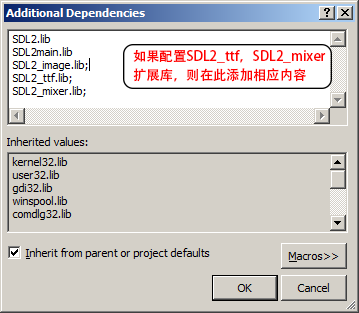 Additional Dependencies
SDL2.lib
SDL2main.lib
SDL2_image.lib;
SDL2_ttf.lib;
SDL2_mixer.lib;
如果配置SDL2_ttf，SDL2_mixer
扩展库，则在此添加相应内容
Inherited values:
kernel32.lib
user32.lib
gdi32.lib
winspool.lib
comdlg32.lib
Inherit from parent or project defaults
Macros>>
OK
Cancel